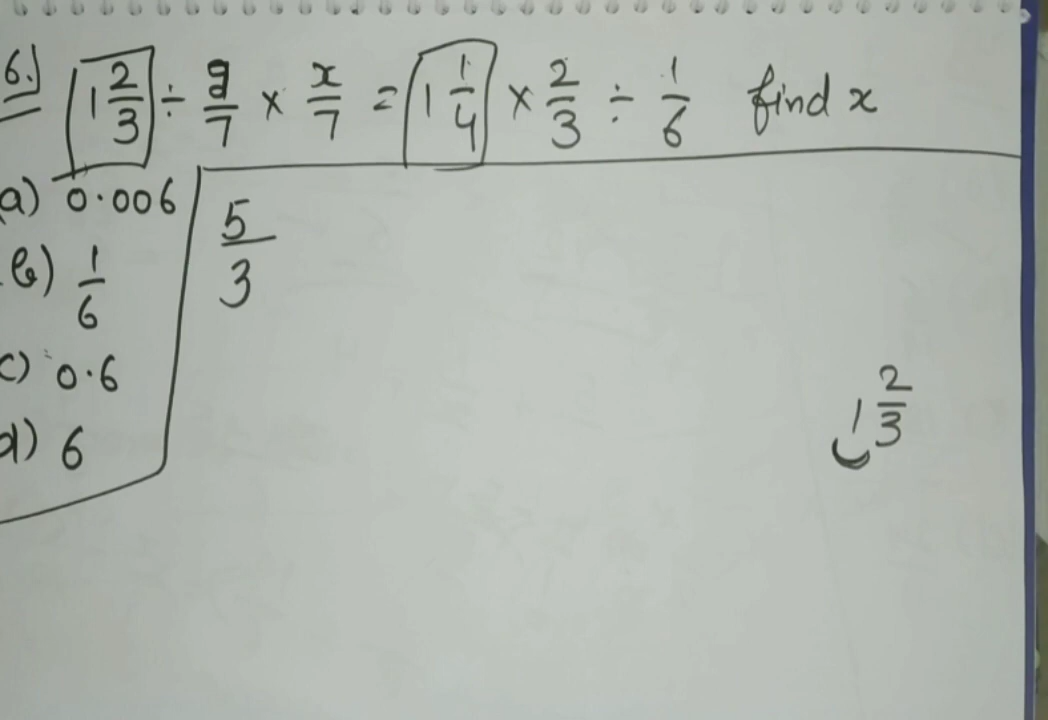 6.) 1 2/3 ÷ 2/7 × x/7 = 1 1/4 × 2/3 ÷ 1/6 find x
a) 0.006
b) 1/6
c) 0.6
d) 6
5/3
1 2/3